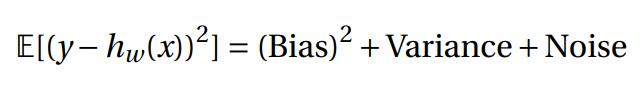 𝔼[(y − h_w(x))²] = (Bias)² + Variance + Noise